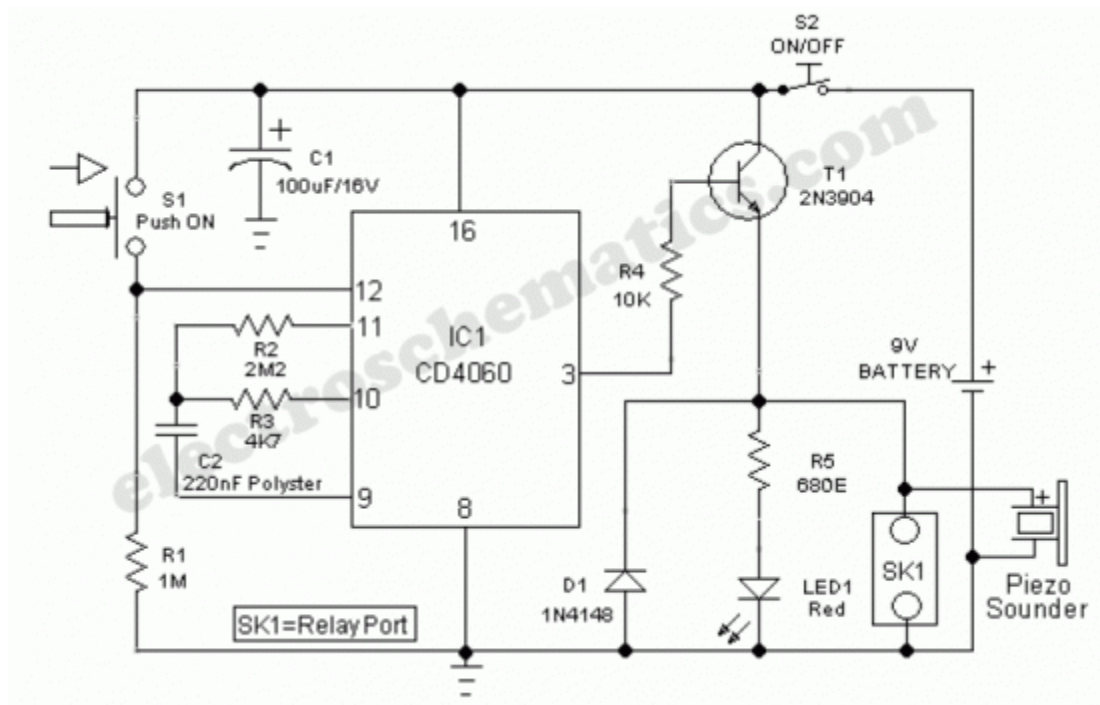 S2
ON/OFF
+
C1
100uF/16V
S1
Push ON
T1
2N3904
16
R4
10K
12
11
R2
2M2
IC1
CD4060
3
9V
BATTERY
+
10
R3
4K7
C2
220nF Polyster
9
8
R5
680E
+
R1
1M
D1
1N4148
LED1
Red
SK1
Piezo
Sounder
SK1=Relay Port
electroschematics.com